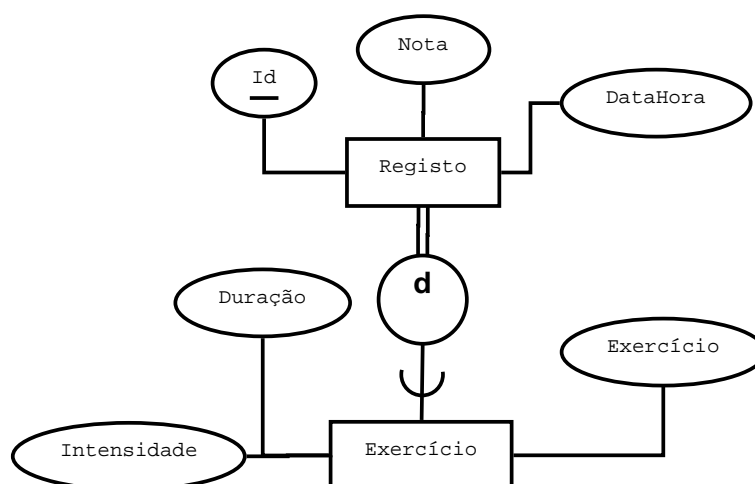 Nota
Id
DataHora
Registo
d
Duração
Exercício
Intensidade
Exercício